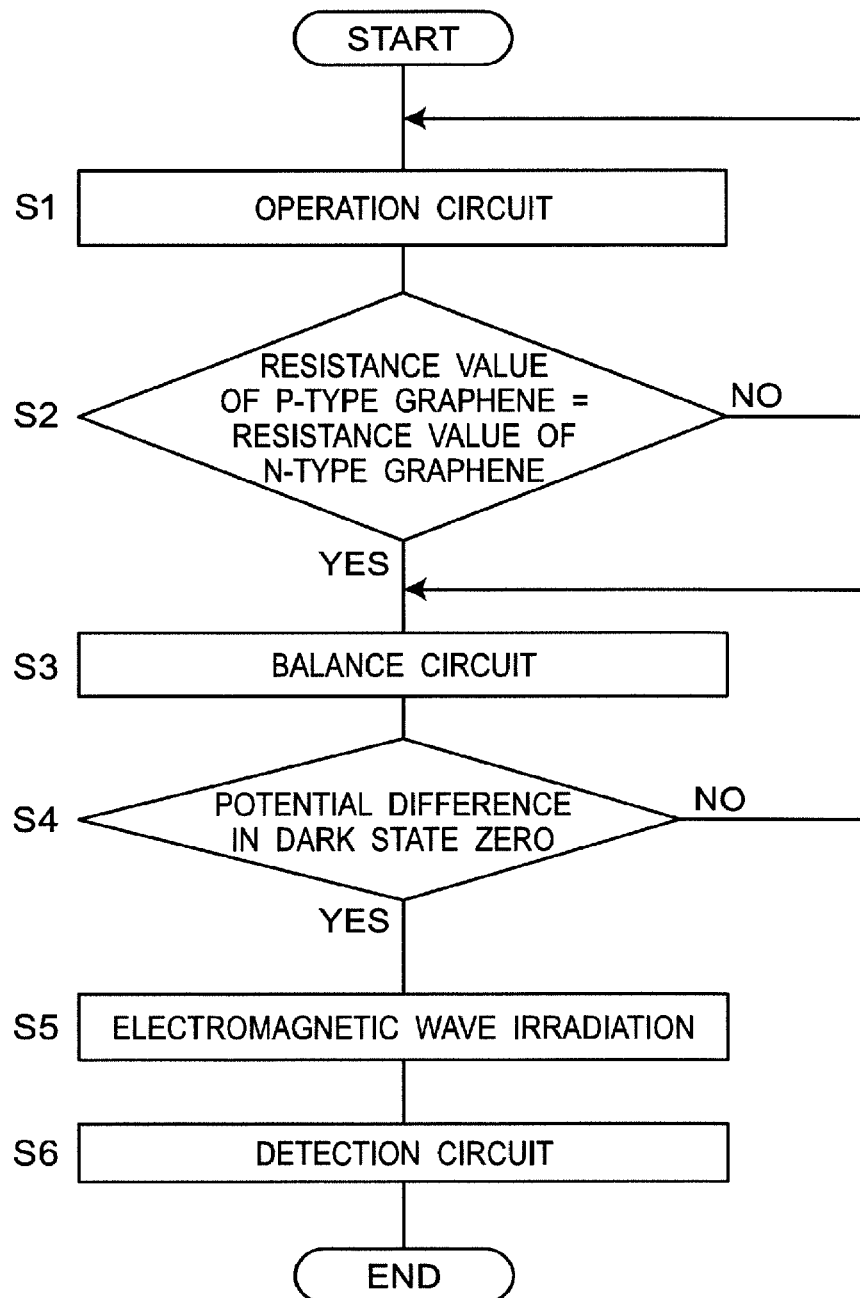 START
S1
OPERATION CIRCUIT
S2
RESISTANCE VALUE
OF P-TYPE GRAPHENE =
RESISTANCE VALUE OF
N-TYPE GRAPHENE
NO
YES
S3
BALANCE CIRCUIT
S4
POTENTIAL DIFFERENCE
IN DARK STATE ZERO
NO
YES
S5
ELECTROMAGNETIC WAVE IRRADIATION
S6
DETECTION CIRCUIT
END